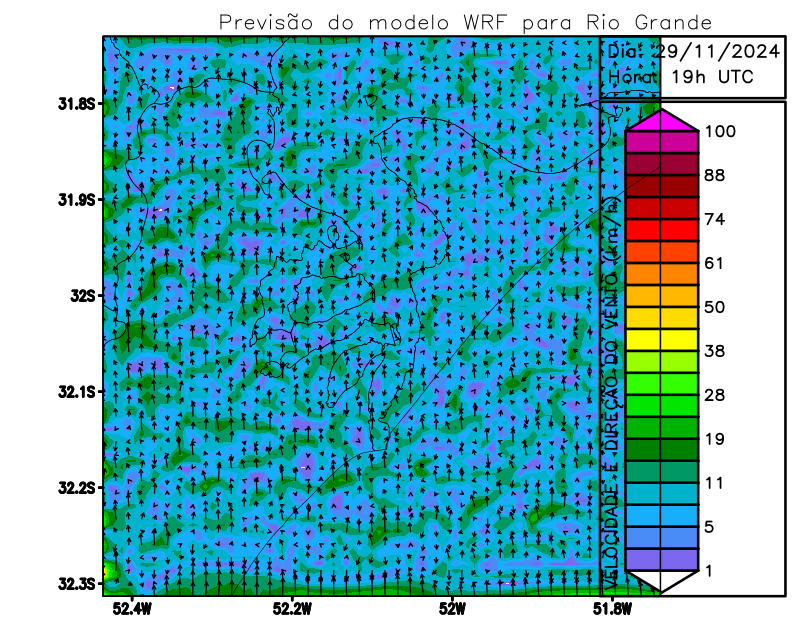 Previsão do modelo WRF para Rio Grande
Dia: 29/11/2024
Hora: 19h UTC
VELOCIDADE E DIREÇÃO DO VENTO (km/h)
100
88
74
61
50
38
28
19
11
5
1
31.8S
31.9S
32S
32.1S
32.2S
32.3S
52.4W 52.2W 52W 51.8W